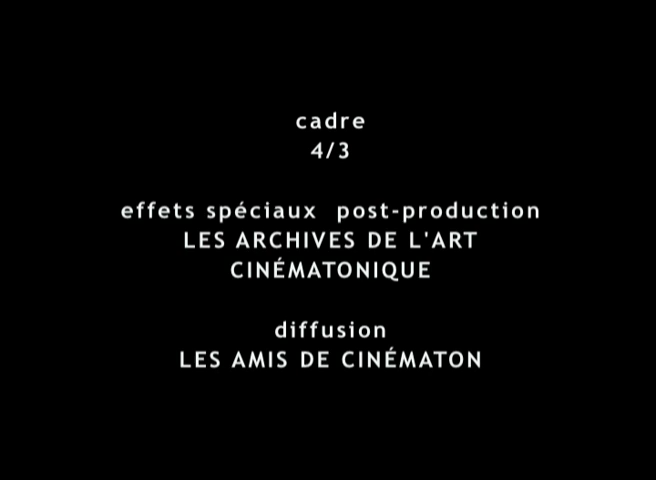 cadre
4/3
effets spéciaux post-production
LES ARCHIVES DE L'ART
CINÉMATONIQUE
diffusion
LES AMIS DE CINÉMATON